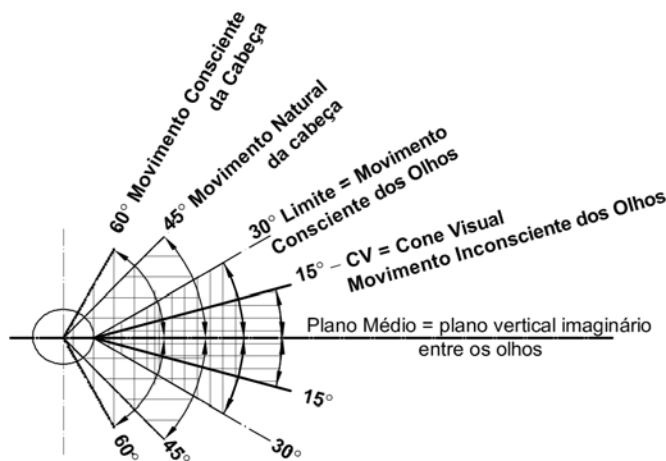 60° Movimento Consciente
da Cabeça
45° Movimento Natural
da cabeça
30° Limite = Movimento
Consciente dos Olhos
15° – CV = Cone Visual
Movimento Inconsciente dos Olhos
Plano Médio = plano vertical imaginário
entre os olhos
15°
30°
45°
60°